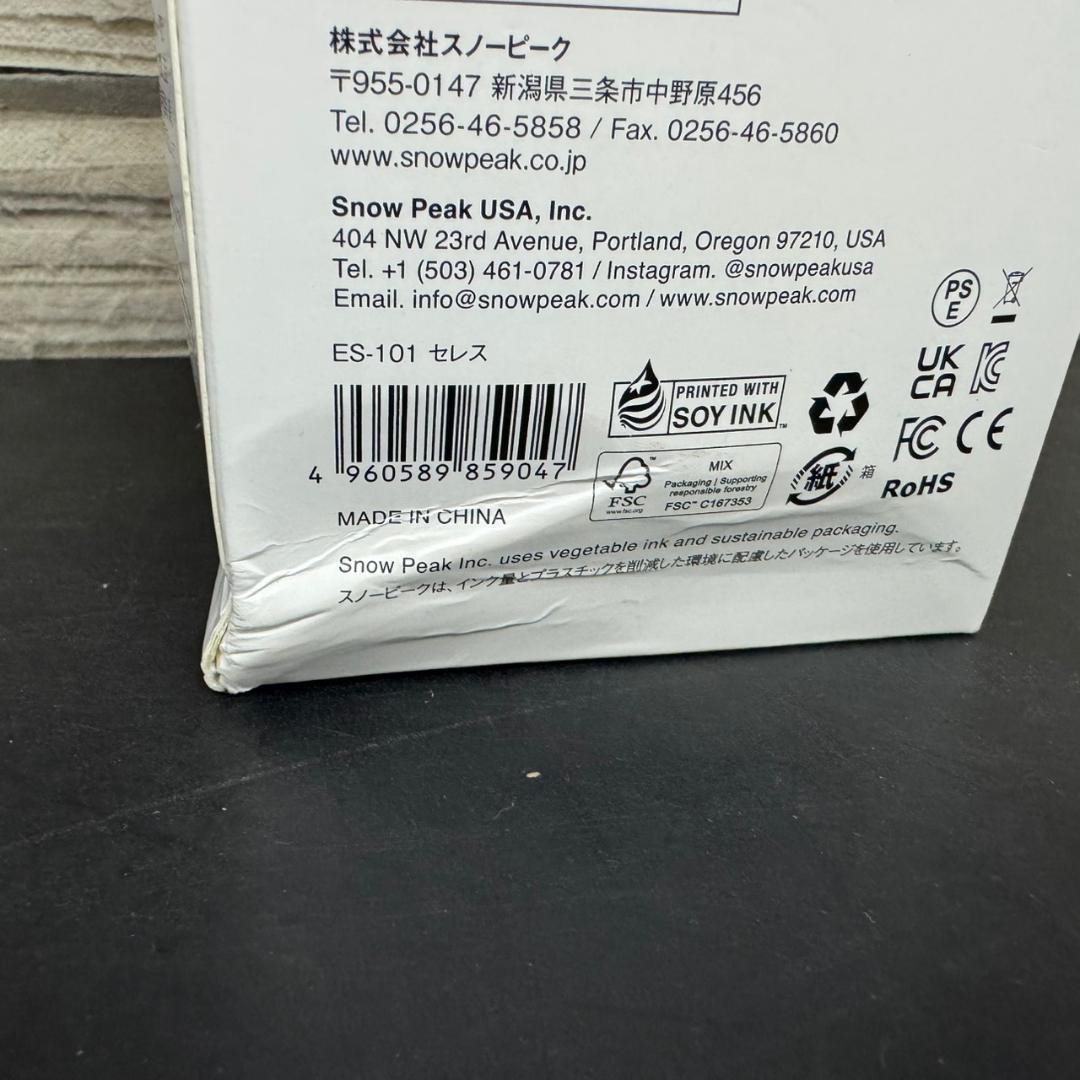 株式会社スノーピーク
〒955-0147 新潟県三条市中野原456
Tel. 0256-46-5858 / Fax. 0256-46-5860
www.snowpeak.co.jp
Snow Peak USA, Inc.
404 NW 23rd Avenue, Portland, Oregon 97210, USA
Tel. +1 (503) 461-0781 / Instagram. @snowpeakusa
Email. info@snowpeak.com / www.snowpeak.com
PS
E
ES-101 セレス
UK
CA
PRINTED WITH
SOY INK™
FC CE
4 960589 859047
FSC™
www.fsc.org
MIX
Packaging | Supporting
responsible forestry
FSC™ C167353
紙 箱
RoHS
MADE IN CHINA
Snow Peak Inc. uses vegetable ink and sustainable packaging.
スノーピークは、インク量とプラスチックを削減した環境に配慮したパッケージを使用しています。